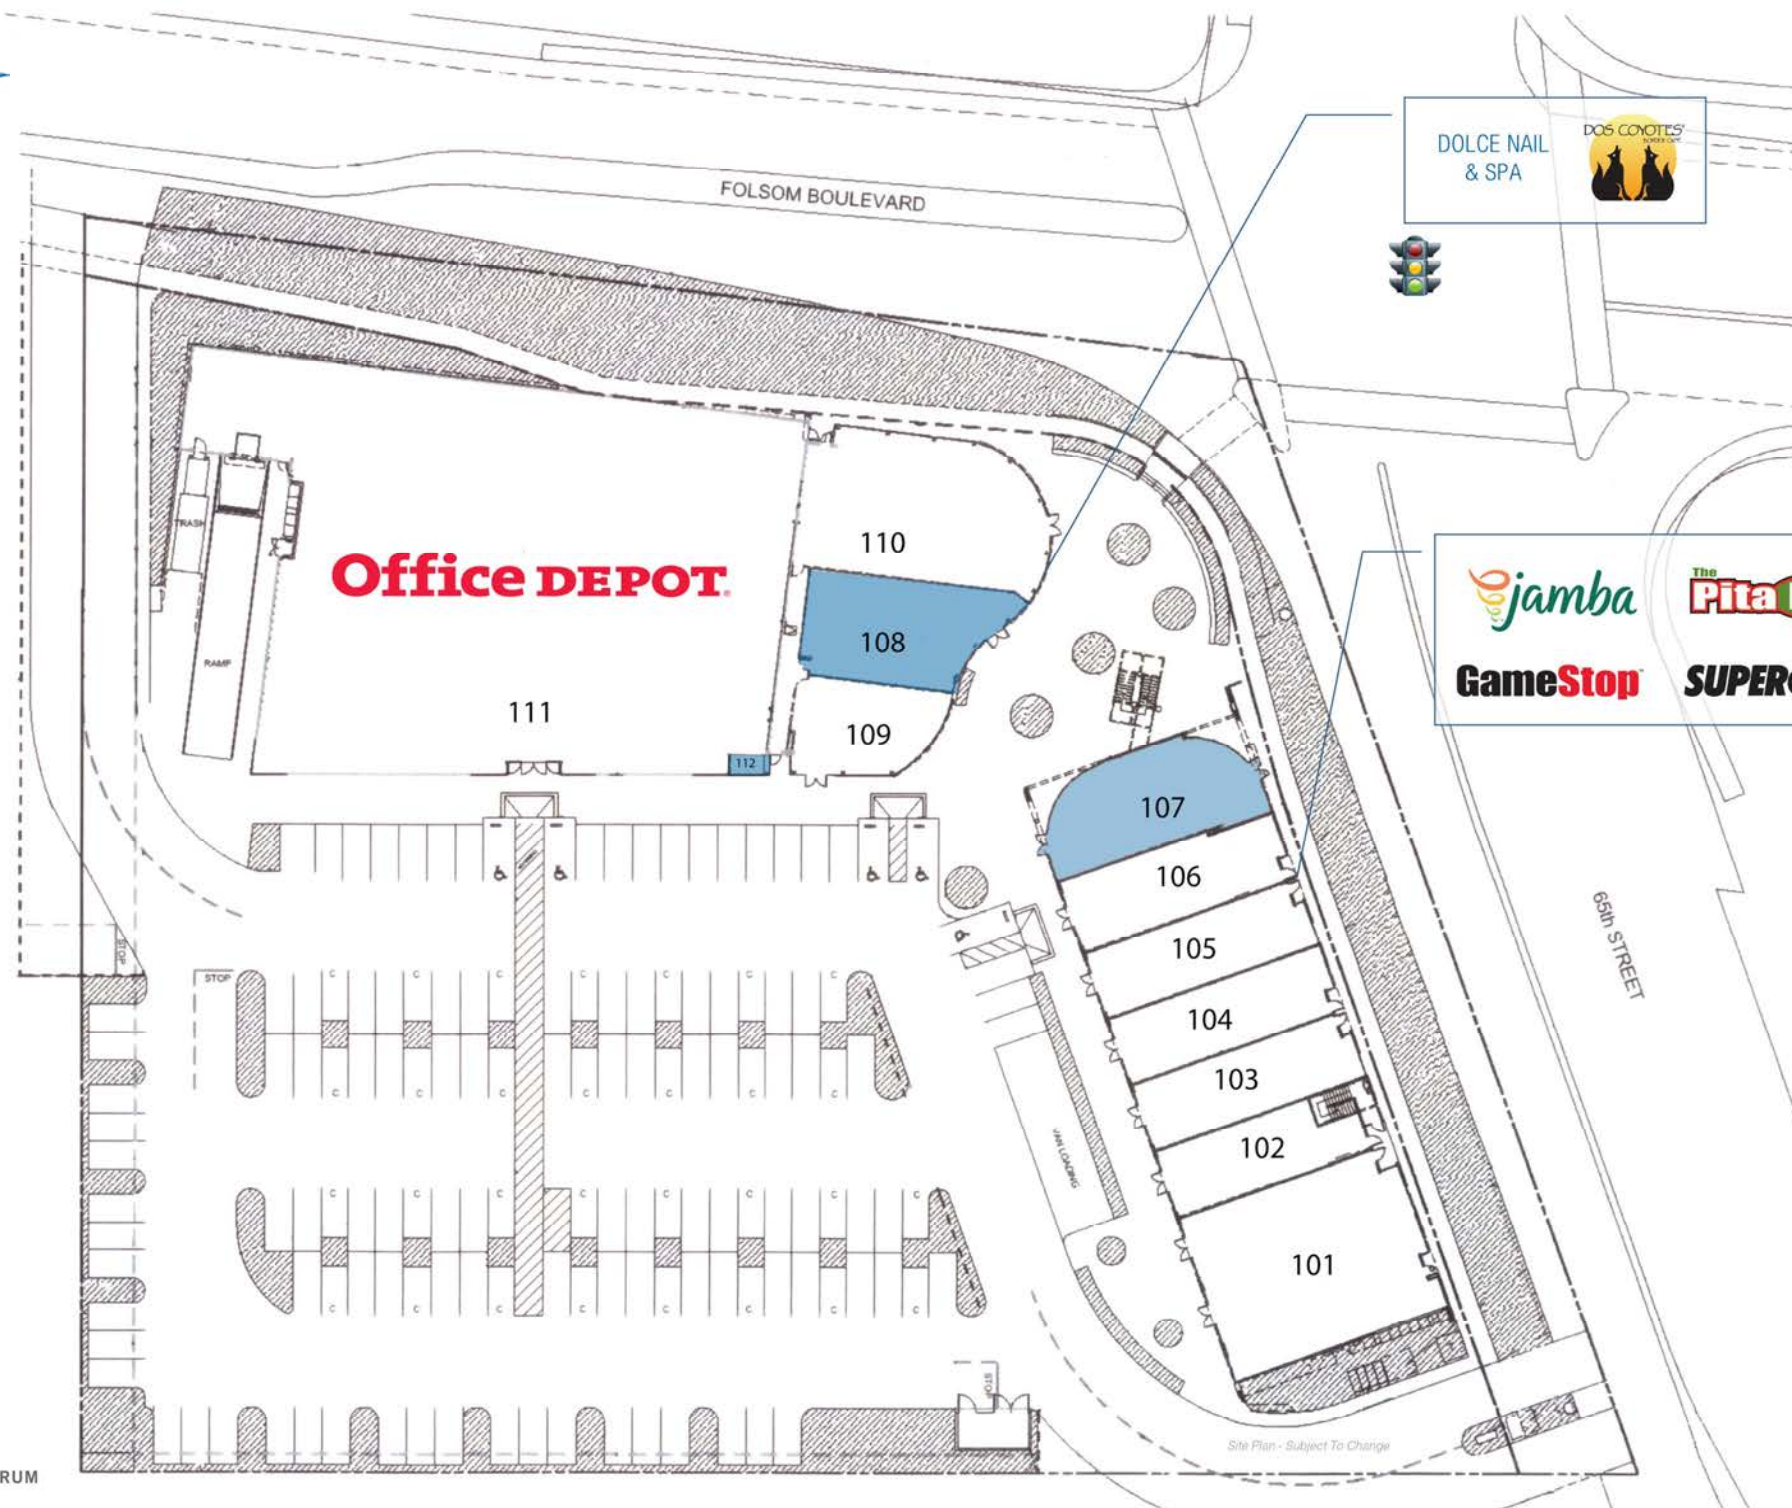 FOLSOM BOULEVARD
DOLCE NAIL
& SPA
DOS COYOTES
BORDER CAFE
jamba
The
Pita
GameStop
SUPER
TRASH
RAMP
Office DEPOT
110
108
109
111
112
107
106
105
104
103
102
101
65th STREET
STOP
STOP
C C C C C C C
C C C C C C C
VAN LOADING
C C C C C C C C
C C C C C C C C
STOP
Site Plan - Subject To Change
RUM